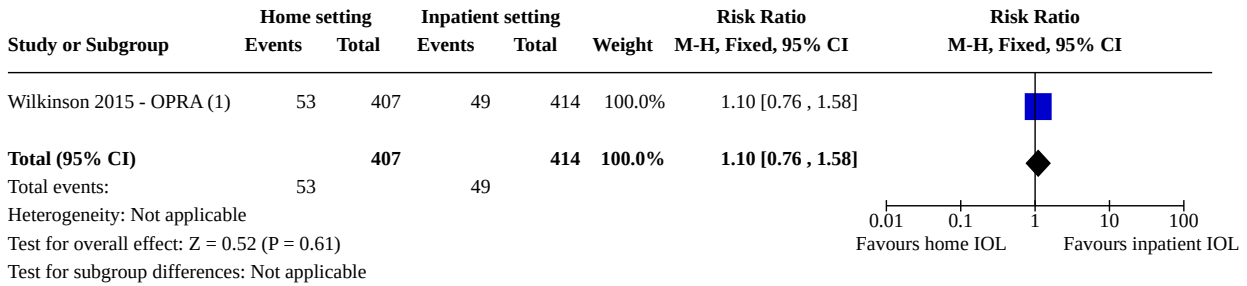 Home setting Inpatient setting Risk Ratio Risk Ratio
Study or Subgroup Events Total Events Total Weight M-H, Fixed, 95% CI M-H, Fixed, 95% CI
Wilkinson 2015 - OPRA (1) 53 407 49 414 100.0% 1.10 [0.76 , 1.58]
Total (95% CI) 407 414 100.0% 1.10 [0.76 , 1.58]
Total events: 53 49
Heterogeneity: Not applicable
0.01 0.1 1 10 100
Test for overall effect: Z = 0.52 (P = 0.61) Favours home IOL Favours inpatient IOL
Test for subgroup differences: Not applicable